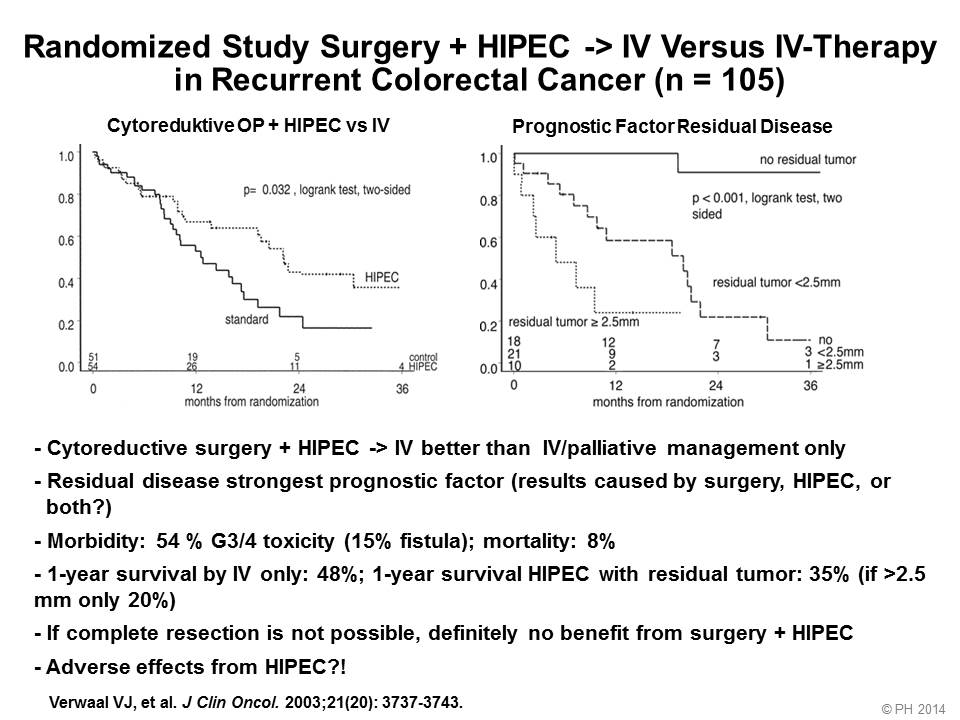 Randomized Study Surgery + HIPEC -> IV Versus IV-Therapy
in Recurrent Colorectal Cancer (n = 105)
Cytoreduktive OP + HIPEC vs IV
1.0
0.8
0.6
0.4
0.2
0.0
p= 0.032 , logrank test, two-sided
HIPEC
standard
51 19 5 control
54 26 11 4 HIPEC
0 12 24 36
months from randomization
Prognostic Factor Residual Disease
1.0
0.8
0.6
0.4
0.2
0.0
no residual tumor
p < 0.001, logrank test, two
sided
residual tumor <2.5mm
residual tumor ≥ 2.5mm
18 12 7 no
21 9 3 3 <2.5mm
10 2 1 ≥2.5mm
0 12 24 36
months from randomization
- Cytoreductive surgery + HIPEC -> IV better than IV/palliative management only
- Residual disease strongest prognostic factor (results caused by surgery, HIPEC, or
both?)
- Morbidity: 54 % G3/4 toxicity (15% fistula); mortality: 8%
- 1-year survival by IV only: 48%; 1-year survival HIPEC with residual tumor: 35% (if >2.5
mm only 20%)
- If complete resection is not possible, definitely no benefit from surgery + HIPEC
- Adverse effects from HIPEC?!
Verwaal VJ, et al. J Clin Oncol. 2003;21(20): 3737-3743.
© PH 2014